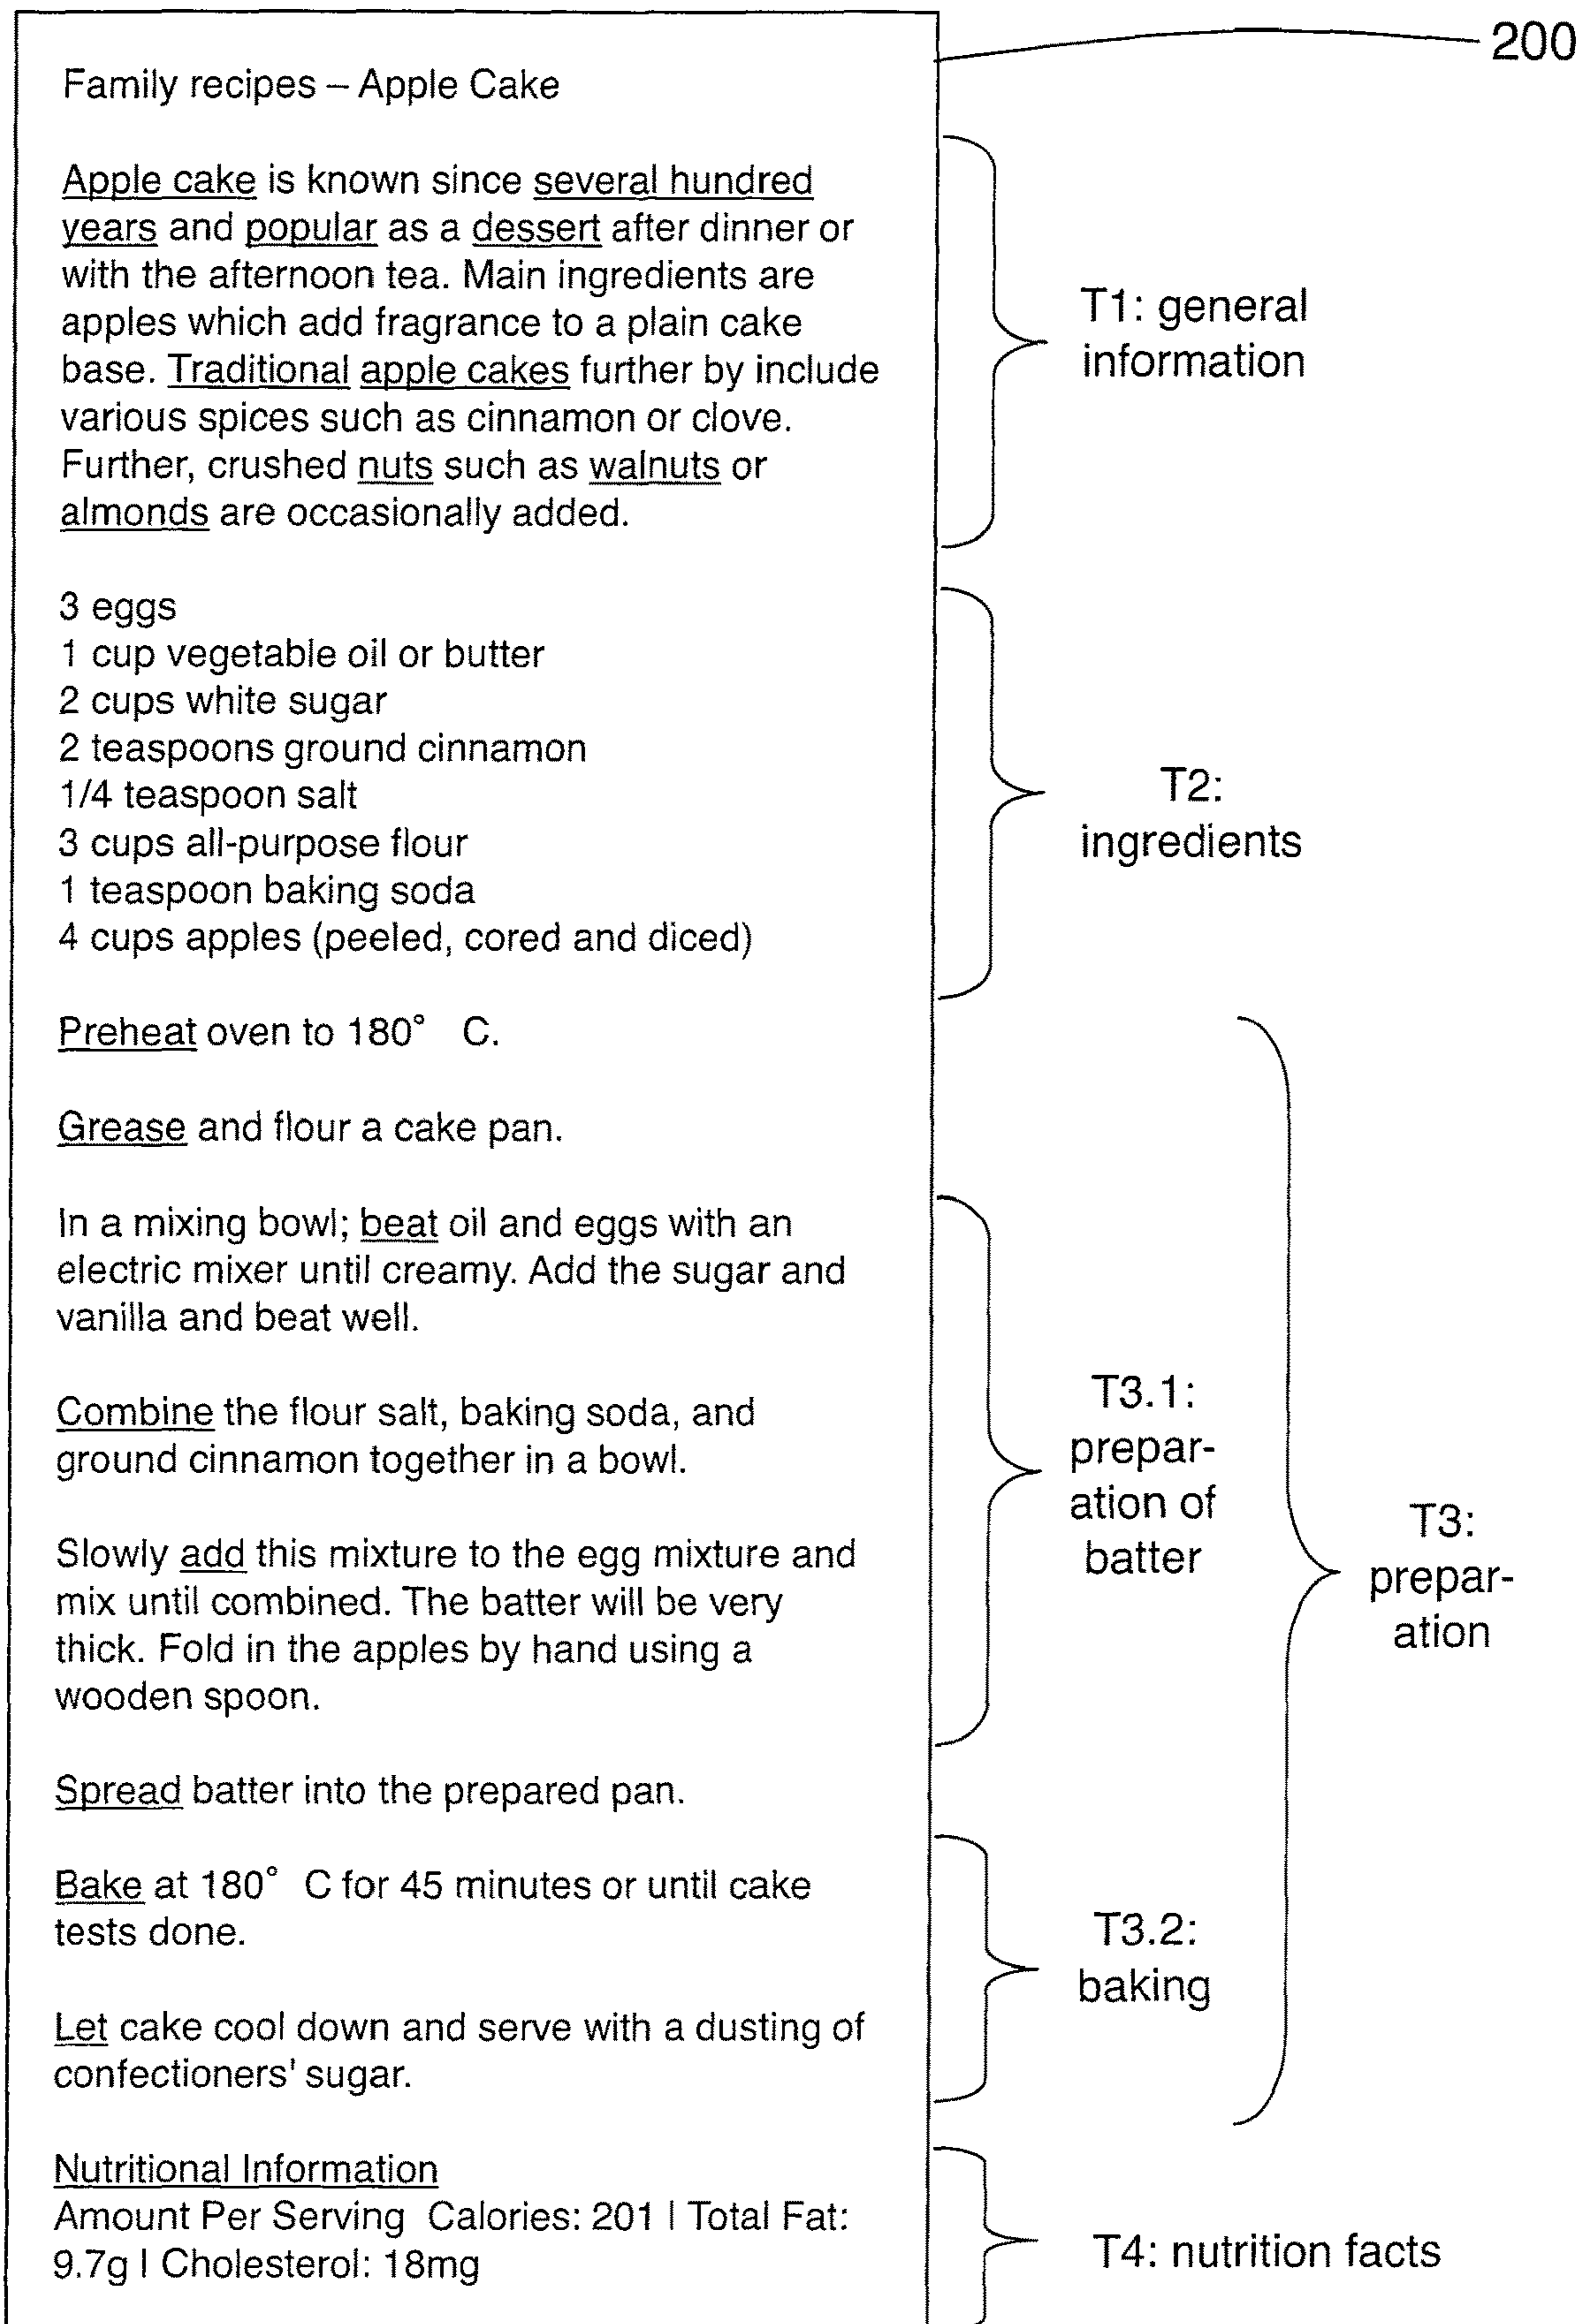 200
Family recipes – Apple Cake
Apple cake is known since several hundred
years and popular as a dessert after dinner or
with the afternoon tea. Main ingredients are
apples which add fragrance to a plain cake
base. Traditional apple cakes further by include
various spices such as cinnamon or clove.
Further, crushed nuts such as walnuts or
almonds are occasionally added.
T1: general
information
3 eggs
1 cup vegetable oil or butter
2 cups white sugar
2 teaspoons ground cinnamon
1/4 teaspoon salt
3 cups all-purpose flour
1 teaspoon baking soda
4 cups apples (peeled, cored and diced)
T2:
ingredients
Preheat oven to 180° C.
Grease and flour a cake pan.
In a mixing bowl; beat oil and eggs with an
electric mixer until creamy. Add the sugar and
vanilla and beat well.
Combine the flour salt, baking soda, and
ground cinnamon together in a bowl.
Slowly add this mixture to the egg mixture and
mix until combined. The batter will be very
thick. Fold in the apples by hand using a
wooden spoon.
T3.1:
prepar-
ation of
batter
T3:
prepar-
ation
Spread batter into the prepared pan.
Bake at 180° C for 45 minutes or until cake
tests done.
Let cake cool down and serve with a dusting of
confectioners' sugar.
T3.2:
baking
Nutritional Information
Amount Per Serving Calories: 201 | Total Fat:
9.7g | Cholesterol: 18mg
T4: nutrition facts